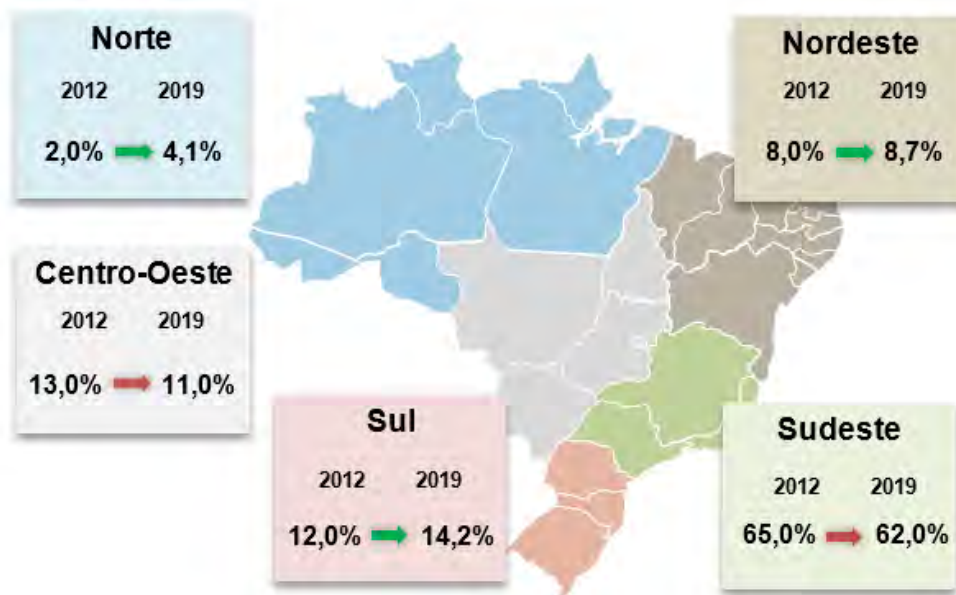 Norte
2012 2019
2,0% 4,1%
Nordeste
2012 2019
8,0% 8,7%
Centro-Oeste
2012 2019
13,0% 11,0%
Sul
2012 2019
12,0% 14,2%
Sudeste
2012 2019
65,0% 62,0%